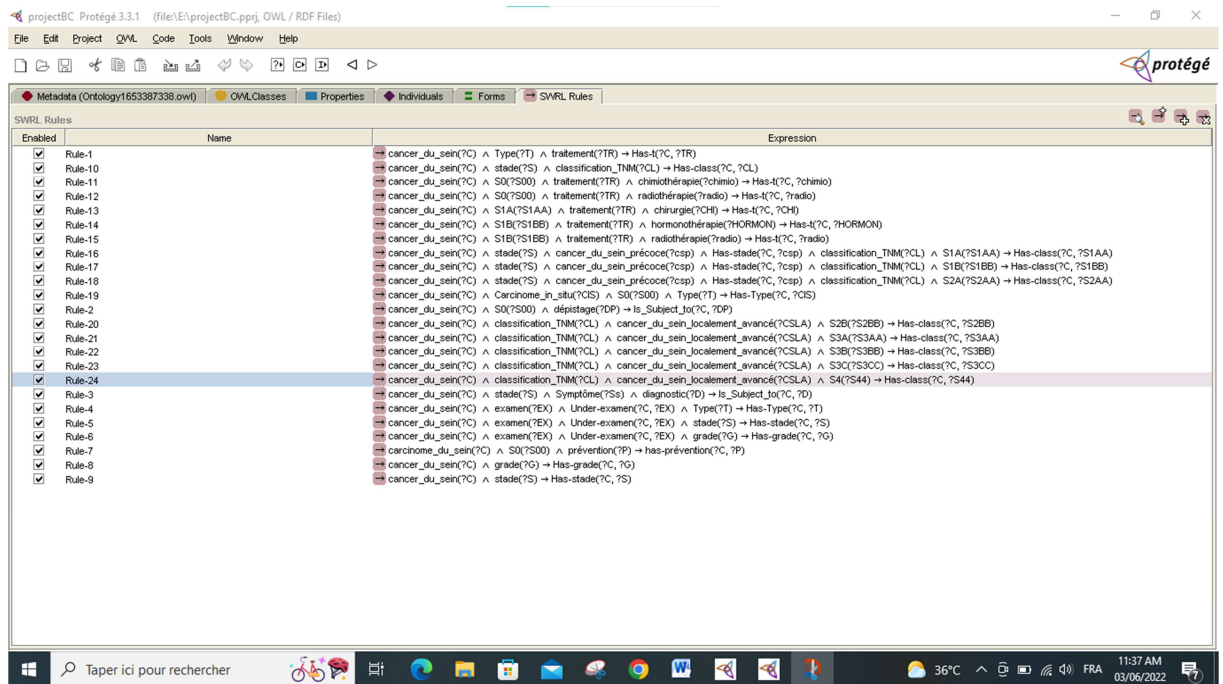 projectBC Protégé 3.3.1 (file:\E:\projectBC.pprj, OWL / RDF Files)
File Edit Project OWL Code Tools Window Help
protégé
Metadata (Ontology1653387338.owl) OWLClasses Properties Individuals Forms SWRL Rules
SWRL Rules
Enabled Name Expression
Rule-1 → cancer_du_sein(?C) ∧ Type(?T) ∧ traitement(?TR) → Has-t(?C, ?TR)
Rule-10 → cancer_du_sein(?C) ∧ stade(?S) ∧ classification_TNM(?CL) → Has-class(?C, ?CL)
Rule-11 → cancer_du_sein(?C) ∧ S0(?S00) ∧ traitement(?TR) ∧ chimiothérapie(?chimio) → Has-t(?C, ?chimio)
Rule-12 → cancer_du_sein(?C) ∧ S0(?S00) ∧ traitement(?TR) ∧ radiothérapie(?radio) → Has-t(?C, ?radio)
Rule-13 → cancer_du_sein(?C) ∧ S1A(?S1AA) ∧ traitement(?TR) ∧ chirurgie(?CHI) → Has-t(?C, ?CHI)
Rule-14 → cancer_du_sein(?C) ∧ S1B(?S1BB) ∧ traitement(?TR) ∧ hormonothérapie(?HORMON) → Has-t(?C, ?HORMON)
Rule-15 → cancer_du_sein(?C) ∧ S1B(?S1BB) ∧ traitement(?TR) ∧ radiothérapie(?radio) → Has-t(?C, ?radio)
Rule-16 → cancer_du_sein(?C) ∧ stade(?S) ∧ cancer_du_sein_précoce(?csp) ∧ Has-stade(?C, ?csp) ∧ classification_TNM(?CL) ∧ S1A(?S1AA) → Has-class(?C, ?S1AA)
Rule-17 → cancer_du_sein(?C) ∧ stade(?S) ∧ cancer_du_sein_précoce(?csp) ∧ Has-stade(?C, ?csp) ∧ classification_TNM(?CL) ∧ S1B(?S1BB) → Has-class(?C, ?S1BB)
Rule-18 → cancer_du_sein(?C) ∧ stade(?S) ∧ cancer_du_sein_précoce(?csp) ∧ Has-stade(?C, ?csp) ∧ classification_TNM(?CL) ∧ S2A(?S2AA) → Has-class(?C, ?S2AA)
Rule-19 → cancer_du_sein(?C) ∧ Carcinome_in_situ(?CIS) ∧ S0(?S00) ∧ Type(?T) → Has-Type(?C, ?CIS)
Rule-2 → cancer_du_sein(?C) ∧ S0(?S00) ∧ dépistage(?DP) → Is_Subject_to(?C, ?DP)
Rule-20 → cancer_du_sein(?C) ∧ classification_TNM(?CL) ∧ cancer_du_sein_localement_avancé(?CSLA) ∧ S2B(?S2BB) → Has-class(?C, ?S2BB)
Rule-21 → cancer_du_sein(?C) ∧ classification_TNM(?CL) ∧ cancer_du_sein_localement_avancé(?CSLA) ∧ S3A(?S3AA) → Has-class(?C, ?S3AA)
Rule-22 → cancer_du_sein(?C) ∧ classification_TNM(?CL) ∧ cancer_du_sein_localement_avancé(?CSLA) ∧ S3B(?S3BB) → Has-class(?C, ?S3BB)
Rule-23 → cancer_du_sein(?C) ∧ classification_TNM(?CL) ∧ cancer_du_sein_localement_avancé(?CSLA) ∧ S3C(?S3CC) → Has-class(?C, ?S3CC)
Rule-24 → cancer_du_sein(?C) ∧ classification_TNM(?CL) ∧ cancer_du_sein_localement_avancé(?CSLA) ∧ S4(?S44) → Has-class(?C, ?S44)
Rule-3 → cancer_du_sein(?C) ∧ stade(?S) ∧ Symptôme(?Ss) ∧ diagnostic(?D) → Is_Subject_to(?C, ?D)
Rule-4 → cancer_du_sein(?C) ∧ examen(?EX) ∧ Under-examen(?C, ?EX) ∧ Type(?T) → Has-Type(?C, ?T)
Rule-5 → cancer_du_sein(?C) ∧ examen(?EX) ∧ Under-examen(?C, ?EX) ∧ stade(?S) → Has-stade(?C, ?S)
Rule-6 → cancer_du_sein(?C) ∧ examen(?EX) ∧ Under-examen(?C, ?EX) ∧ grade(?G) → Has-grade(?C, ?G)
Rule-7 → carcinome_du_sein(?C) ∧ S0(?S00) ∧ prévention(?P) → has-prévention(?C, ?P)
Rule-8 → cancer_du_sein(?C) ∧ grade(?G) → Has-grade(?C, ?G)
Rule-9 → cancer_du_sein(?C) ∧ stade(?S) → Has-stade(?C, ?S)
Taper ici pour rechercher 36°C FRA 11:37 AM
03/06/2022